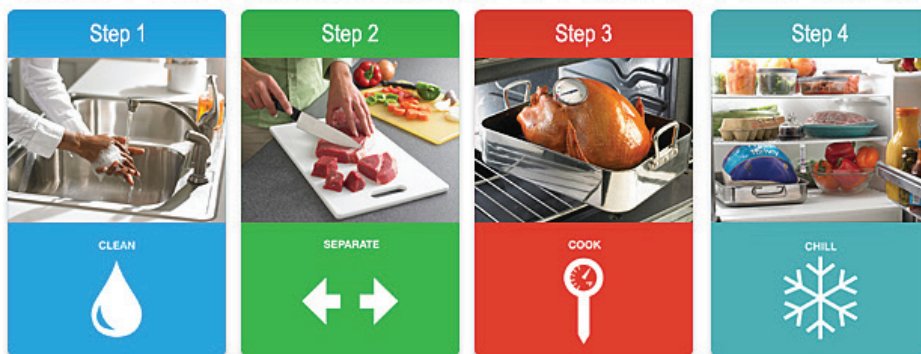 Step 1
Step 2
Step 3
Step 4
CLEAN
SEPARATE
COOK
CHILL